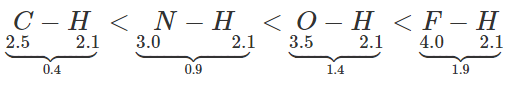 C − H < N − H < O − H < F − H
2.5 2.1 3.0 2.1 3.5 2.1 4.0 2.1
0.4 0.9 1.4 1.9